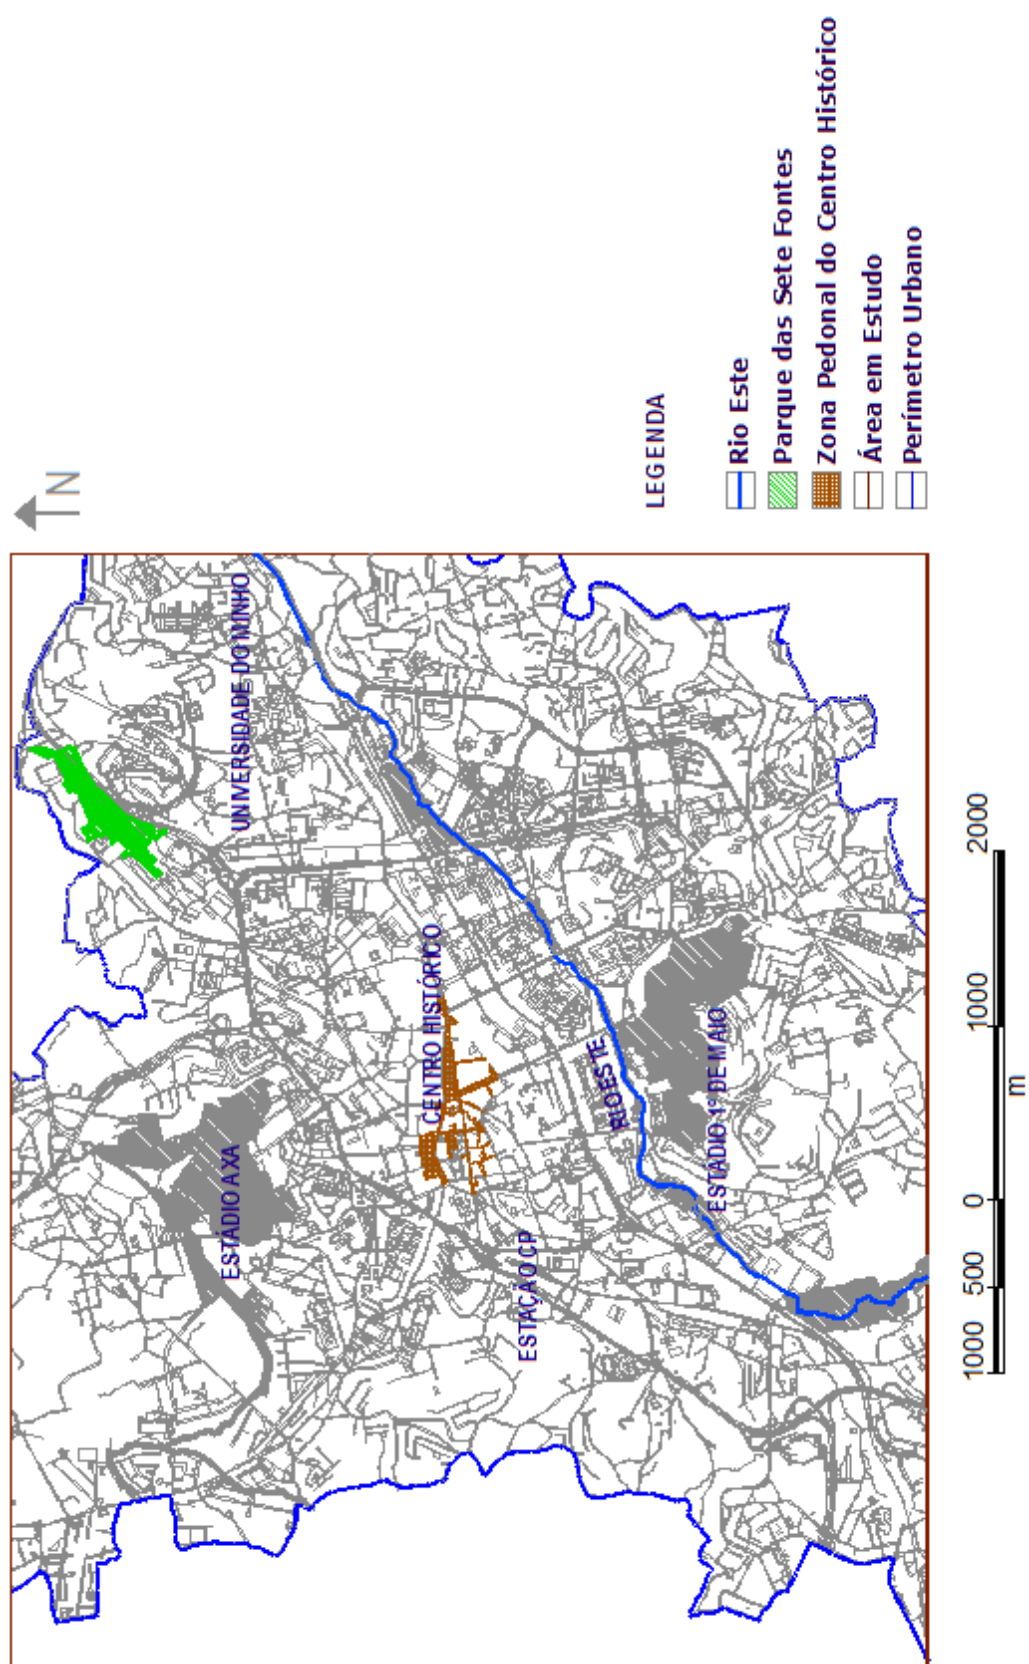 N
UNIVERSIDADE DO MINHO
ESTÁDIO AXA
CENTRO HISTÓRICO
ESTAÇÃO CP
RIO ESTE
ESTÁDIO 1º DE MAIO
LEGENDA
Rio Este
Parque das Sete Fontes
Zona Pedonal do Centro Histórico
Área em Estudo
Perímetro Urbano
1000 500 0 1000 2000
m